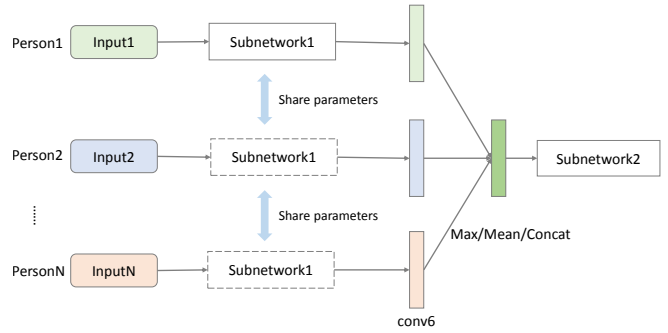 Person1 Input1 Subnetwork1
Share parameters
Person2 Input2 Subnetwork1 Subnetwork2
Share parameters
Max/Mean/Concat
PersonN InputN Subnetwork1
conv6